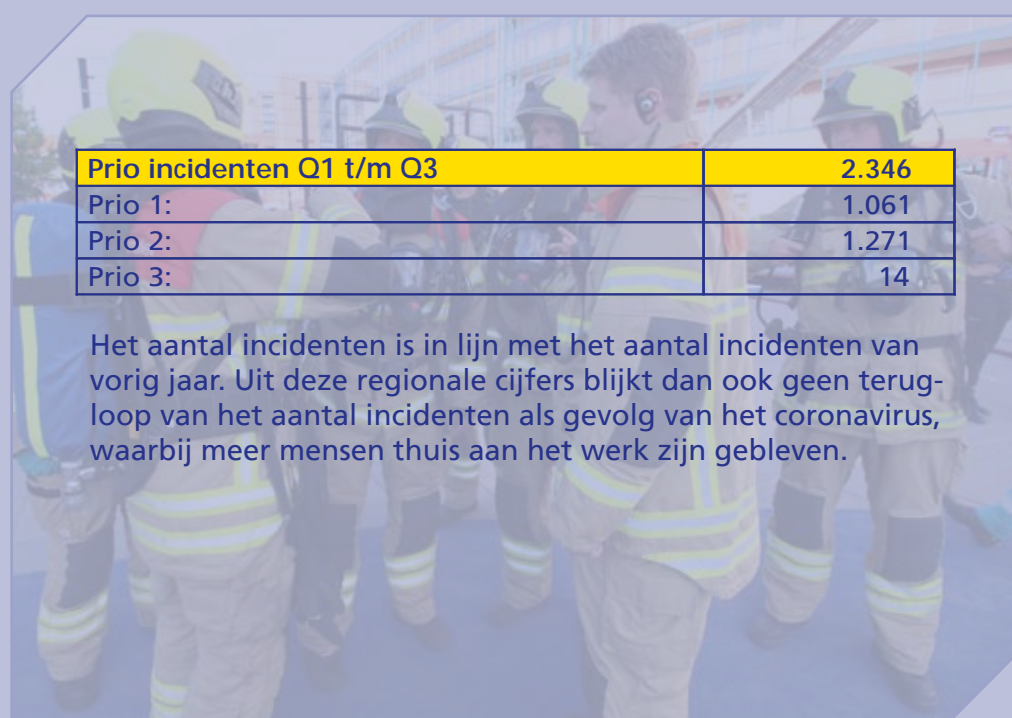 Prio incidenten Q1 t/m Q3 2.346
Prio 1: 1.061
Prio 2: 1.271
Prio 3: 14
Het aantal incidenten is in lijn met het aantal incidenten van
vorig jaar. Uit deze regionale cijfers blijkt dan ook geen terug-
loop van het aantal incidenten als gevolg van het coronavirus,
waarbij meer mensen thuis aan het werk zijn gebleven.